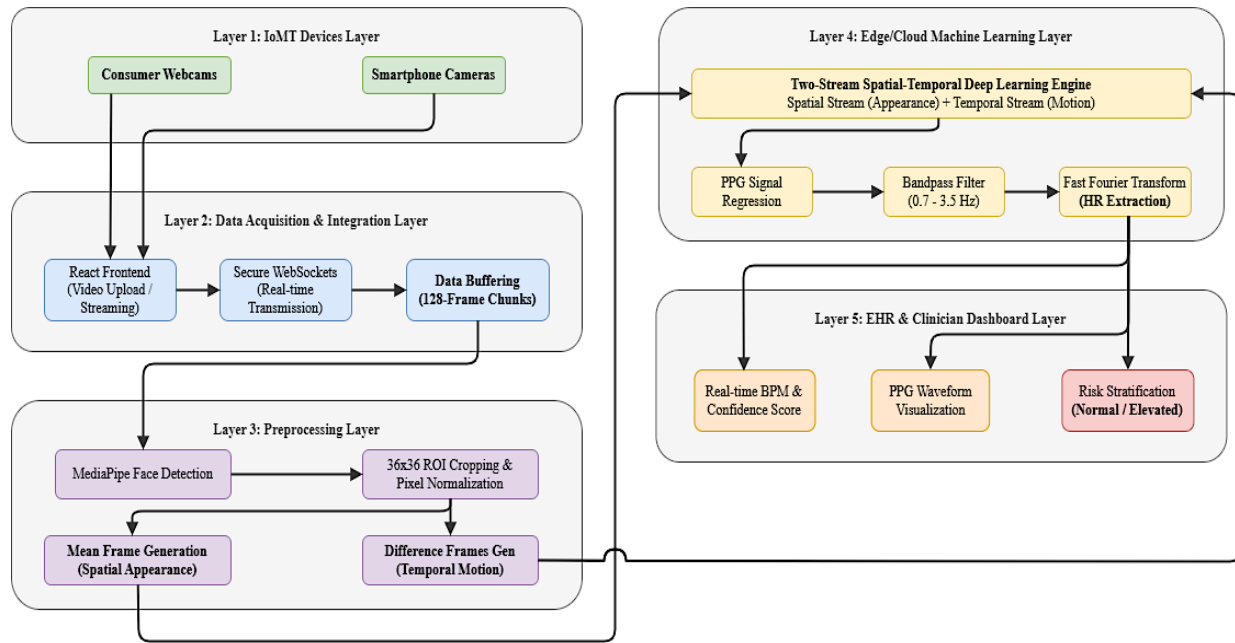 Layer 1: IoMT Devices Layer
Consumer Webcams
Smartphone Cameras
Layer 2: Data Acquisition & Integration Layer
React Frontend
(Video Upload /
Streaming)
Secure WebSockets
(Real-time
Transmission)
Data Buffering
(128-Frame Chunks)
Layer 3: Preprocessing Layer
MediaPipe Face Detection
36x36 ROI Cropping &
Pixel Normalization
Mean Frame Generation
(Spatial Appearance)
Difference Frames Gen
(Temporal Motion)
Layer 4: Edge/Cloud Machine Learning Layer
Two-Stream Spatial-Temporal Deep Learning Engine
Spatial Stream (Appearance) + Temporal Stream (Motion)
PPG Signal
Regression
Bandpass Filter
(0.7 - 3.5 Hz)
Fast Fourier Transform
(HR Extraction)
Layer 5: EHR & Clinician Dashboard Layer
Real-time BPM &
Confidence Score
PPG Waveform
Visualization
Risk Stratification
(Normal / Elevated)